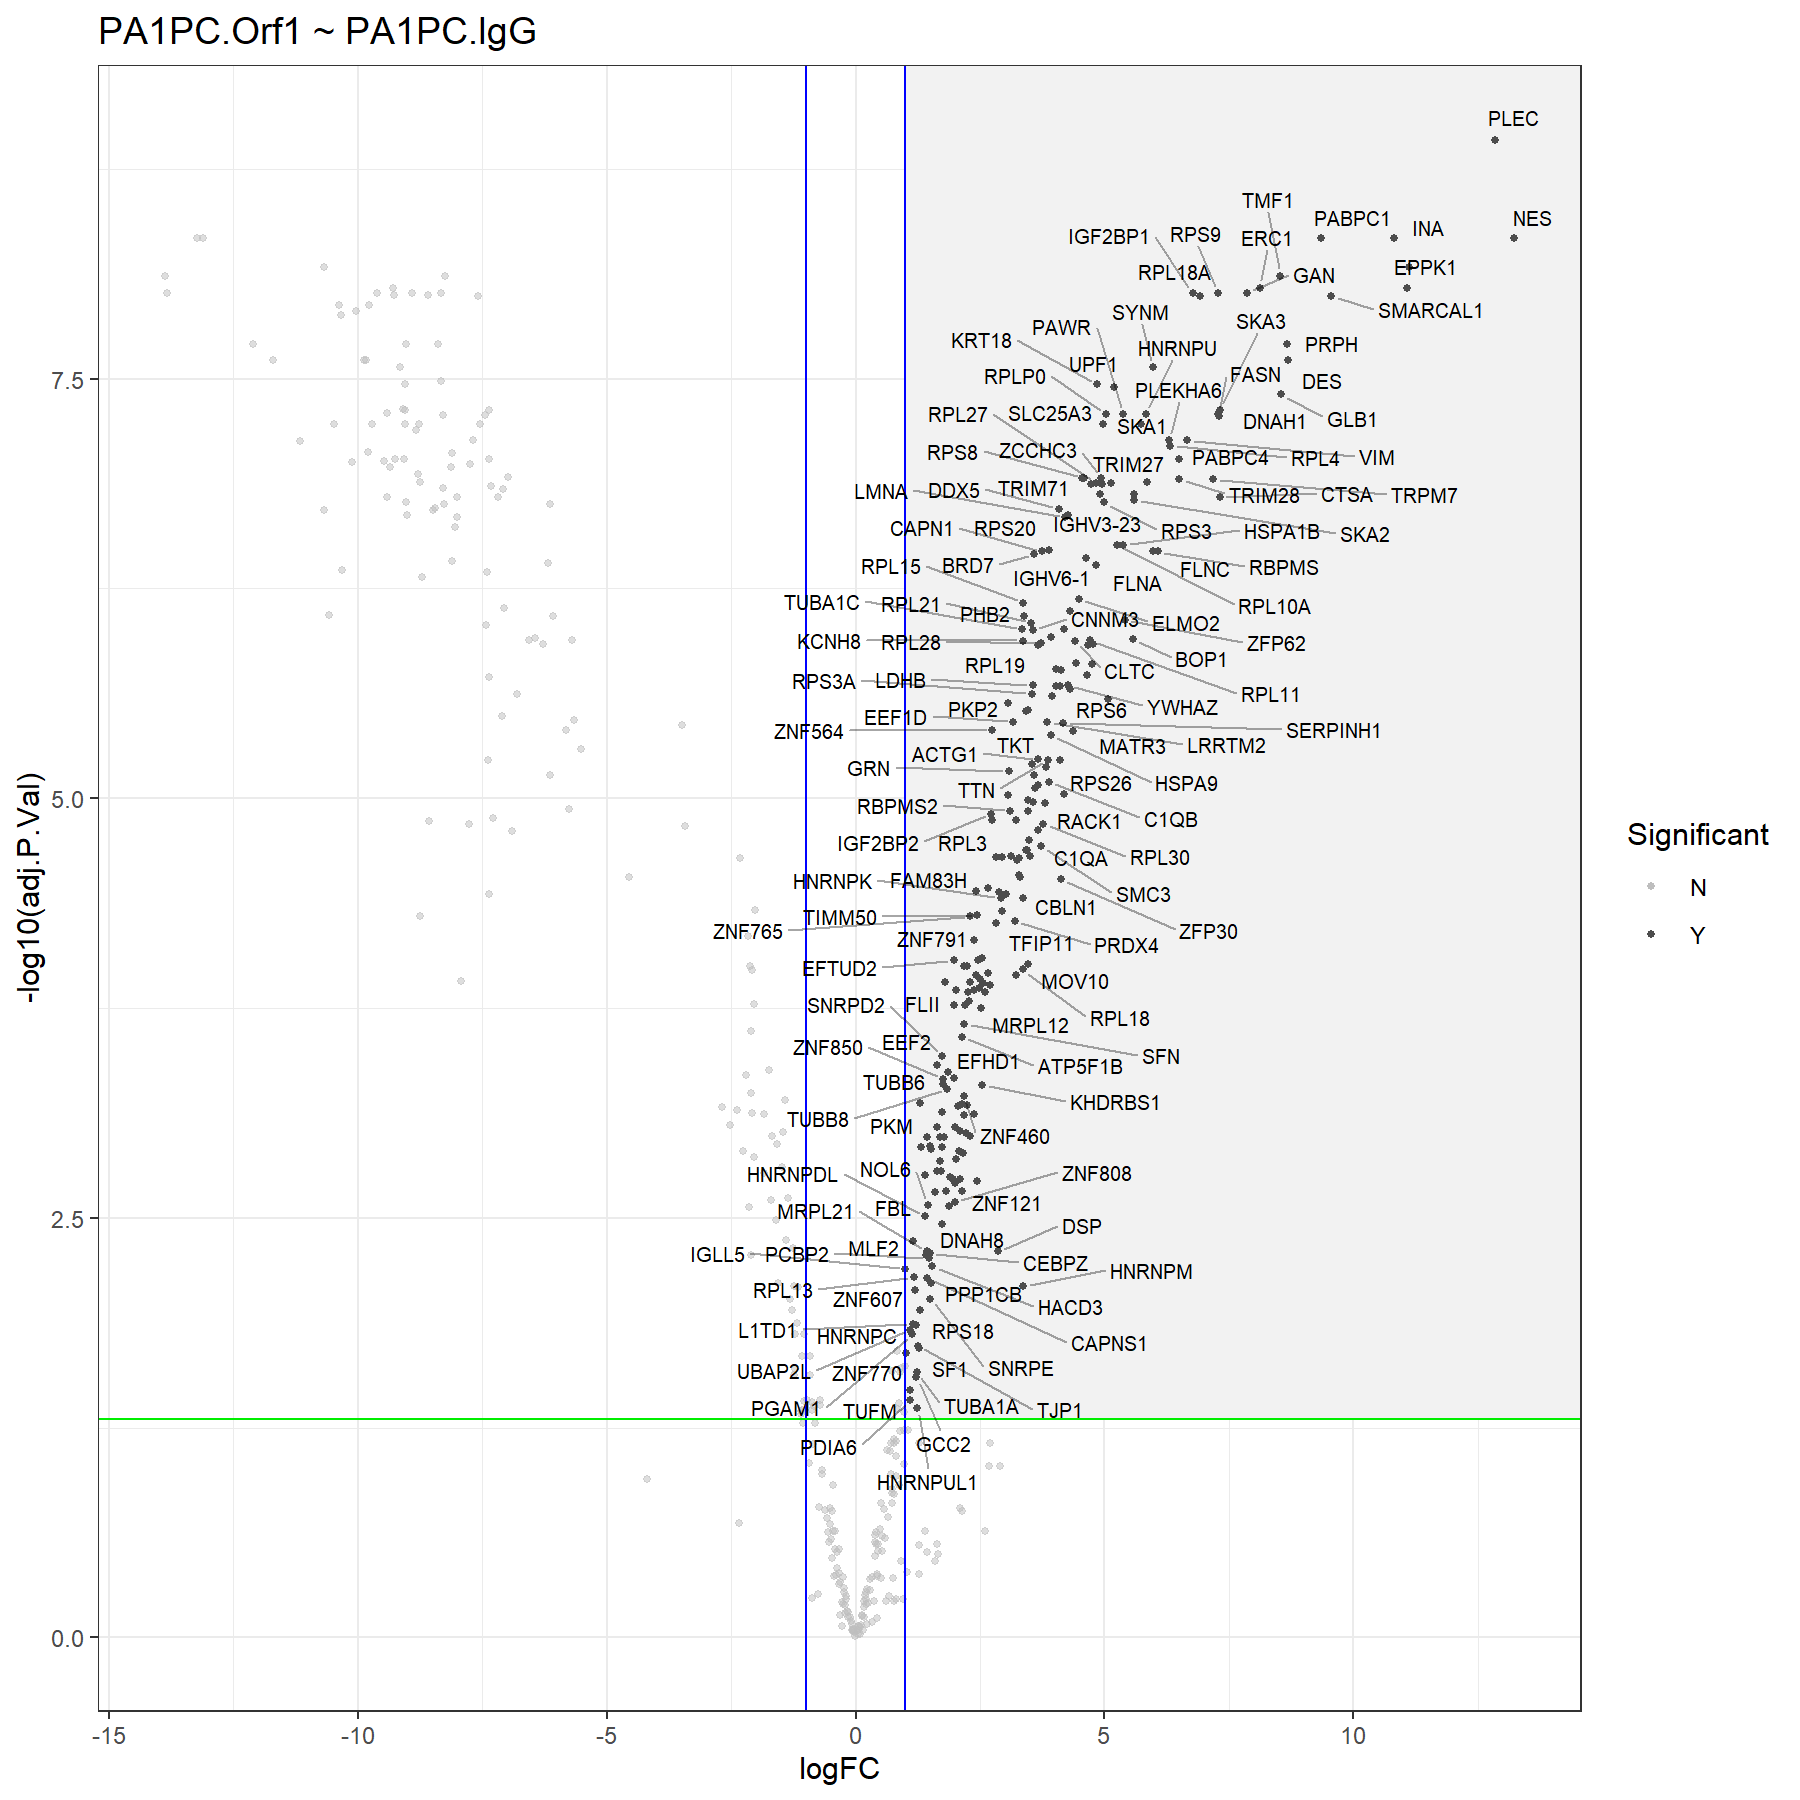 PA1PC.Orf1 ~ PA1PC.IgG
PLEC
TMF1
PABPC1
INA
NES
IGF2BP1
RPS9
ERC1
RPL18A
GAN
EPPK1
SYNM
SMARCAL1
PAWR
SKA3
KRT18
HNRNPU
PRPH
UPF1
RPLP0
PLEKHA6
FASN
DES
RPL27
SLC25A3
SKA1
DNAH1
GLB1
RPS8
ZCCHC3
TRIM27
PABPC4
RPL4
VIM
LMNA
DDX5
TRIM71
TRIM28
CTSA
TRPM7
CAPN1
RPS20
IGHV3-23
RPS3
HSPA1B
SKA2
RPL15
BRD7
IGHV6-1
FLNA
FLNC
RBPMS
TUBA1C
RPL21
PHB2
CNNM3
ELMO2
RPL10A
KCNH8
RPL28
ZFP62
RPL19
CLTC
BOP1
RPS3A
LDHB
RPL11
EEF1D
PKP2
RPS6
YWHAZ
ZNF564
SERPINH1
ACTG1
TKT
MATR3
LRRTM2
GRN
TTN
RPS26
HSPA9
RBPMS2
RACK1
C1QB
IGF2BP2
RPL3
C1QA
RPL30
HNRNPK
FAM83H
SMC3
TIMM50
CBLN1
ZNF765
ZNF791
TFIP11
PRDX4
ZFP30
EFTUD2
MOV10
SNRPD2
FLII
RPL18
MRPL12
ZNF850
EEF2
EFHD1
ATP5F1B
SFN
TUBB6
KHDRBS1
TUBB8
PKM
ZNF460
HNRNPDL
NOL6
ZNF808
MRPL21
FBL
ZNF121
DSP
IGLL5
PCBP2
MLF2
DNAH8
CEBPZ
HNRNPM
RPL13
ZNF607
PPP1CB
HACD3
L1TD1
HNRNPC
RPS18
CAPNS1
UBAP2L
ZNF770
SF1
SNRPE
PGAM1
TUFM
TUBA1A
TJP1
PDIA6
GCC2
HNRNPUL1
7.5
5.0
2.5
0.0
-log10(adj.P.Val)
-15
-10
-5
0
5
10
logFC
Significant
N
Y